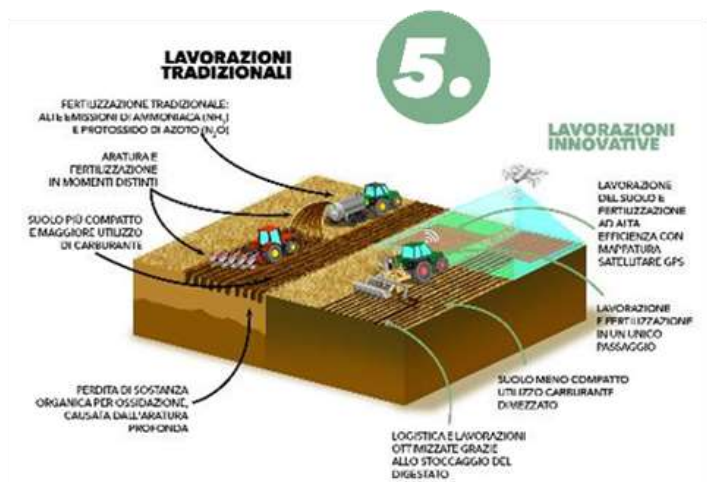 LAVORAZIONI
TRADIZIONALI
5.
FERTILIZZAZIONE TRADIZIONALE:
ALTE EMISSIONI DI AMMONIACA (NH₃)
E PROTOSSIDO DI AZOTO (N₂O)
ARATURA E
FERTILIZZAZIONE
IN MOMENTI DISTINTI
SUOLO PIÙ COMPATTO
E MAGGIORE UTILIZZO
DI CARBURANTE
PERDITA DI SOSTANZA
ORGANICA PER OSSIDAZIONE,
CAUSATA DALL'ARATURA
PROFONDA
LAVORAZIONI
INNOVATIVE
LAVORAZIONE
DEL SUOLO E
FERTILIZZAZIONE
AD ALTA
EFFICIENZA CON
MAPPATURA
SATELLITARE GPS
LAVORAZIONE
E FERTILIZZAZIONE
IN UN UNICO
PASSAGGIO
SUOLO MENO COMPATTO
UTILIZZO CARBURANTE
DIMEZZATO
LOGISTICA E LAVORAZIONI
OTTIMIZZATE GRAZIE
ALLO STOCCAGGIO DEL
DIGESTATO